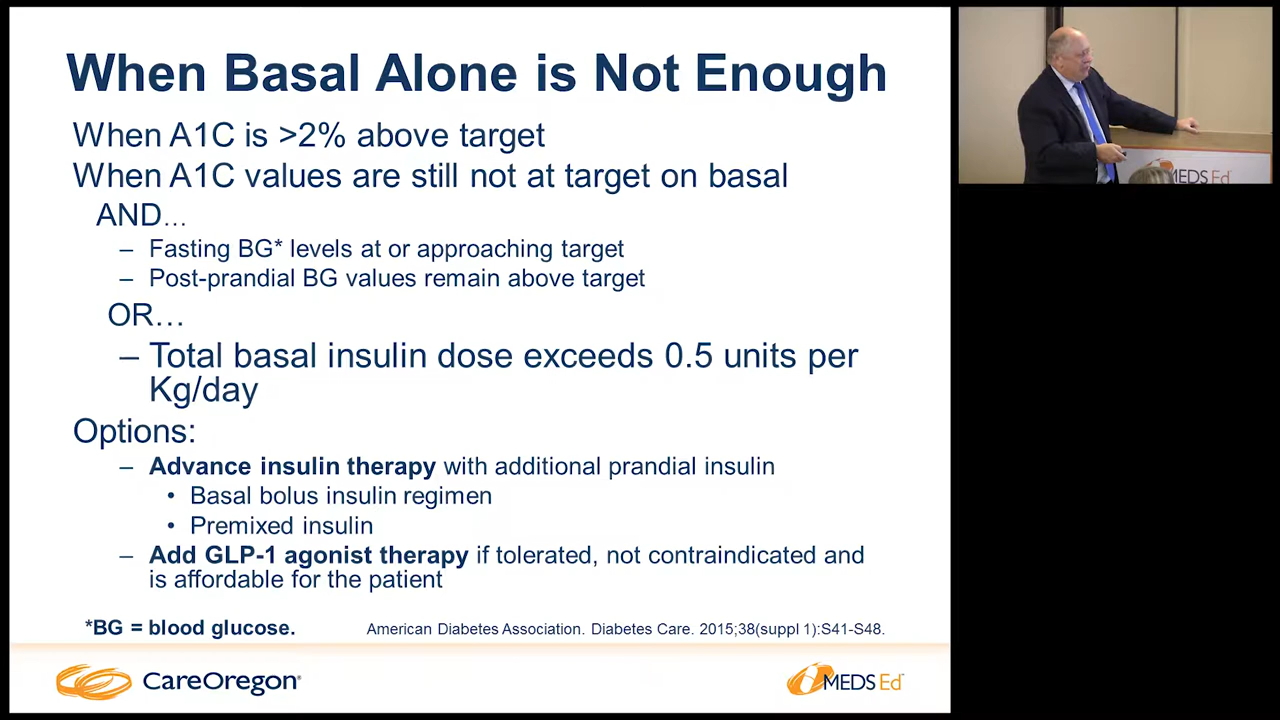 When Basal Alone is Not Enough
When A1C is >2% above target
When A1C values are still not at target on basal
AND...
– Fasting BG* levels at or approaching target
– Post-prandial BG values remain above target
OR...
– Total basal insulin dose exceeds 0.5 units per
Kg/day
Options:
– Advance insulin therapy with additional prandial insulin
• Basal bolus insulin regimen
• Premixed insulin
– Add GLP-1 agonist therapy if tolerated, not contraindicated and
is affordable for the patient
*BG = blood glucose.
American Diabetes Association. Diabetes Care. 2015;38(suppl 1):S41-S48.
CareOregon®
MEDS Ed
MEDS Ed